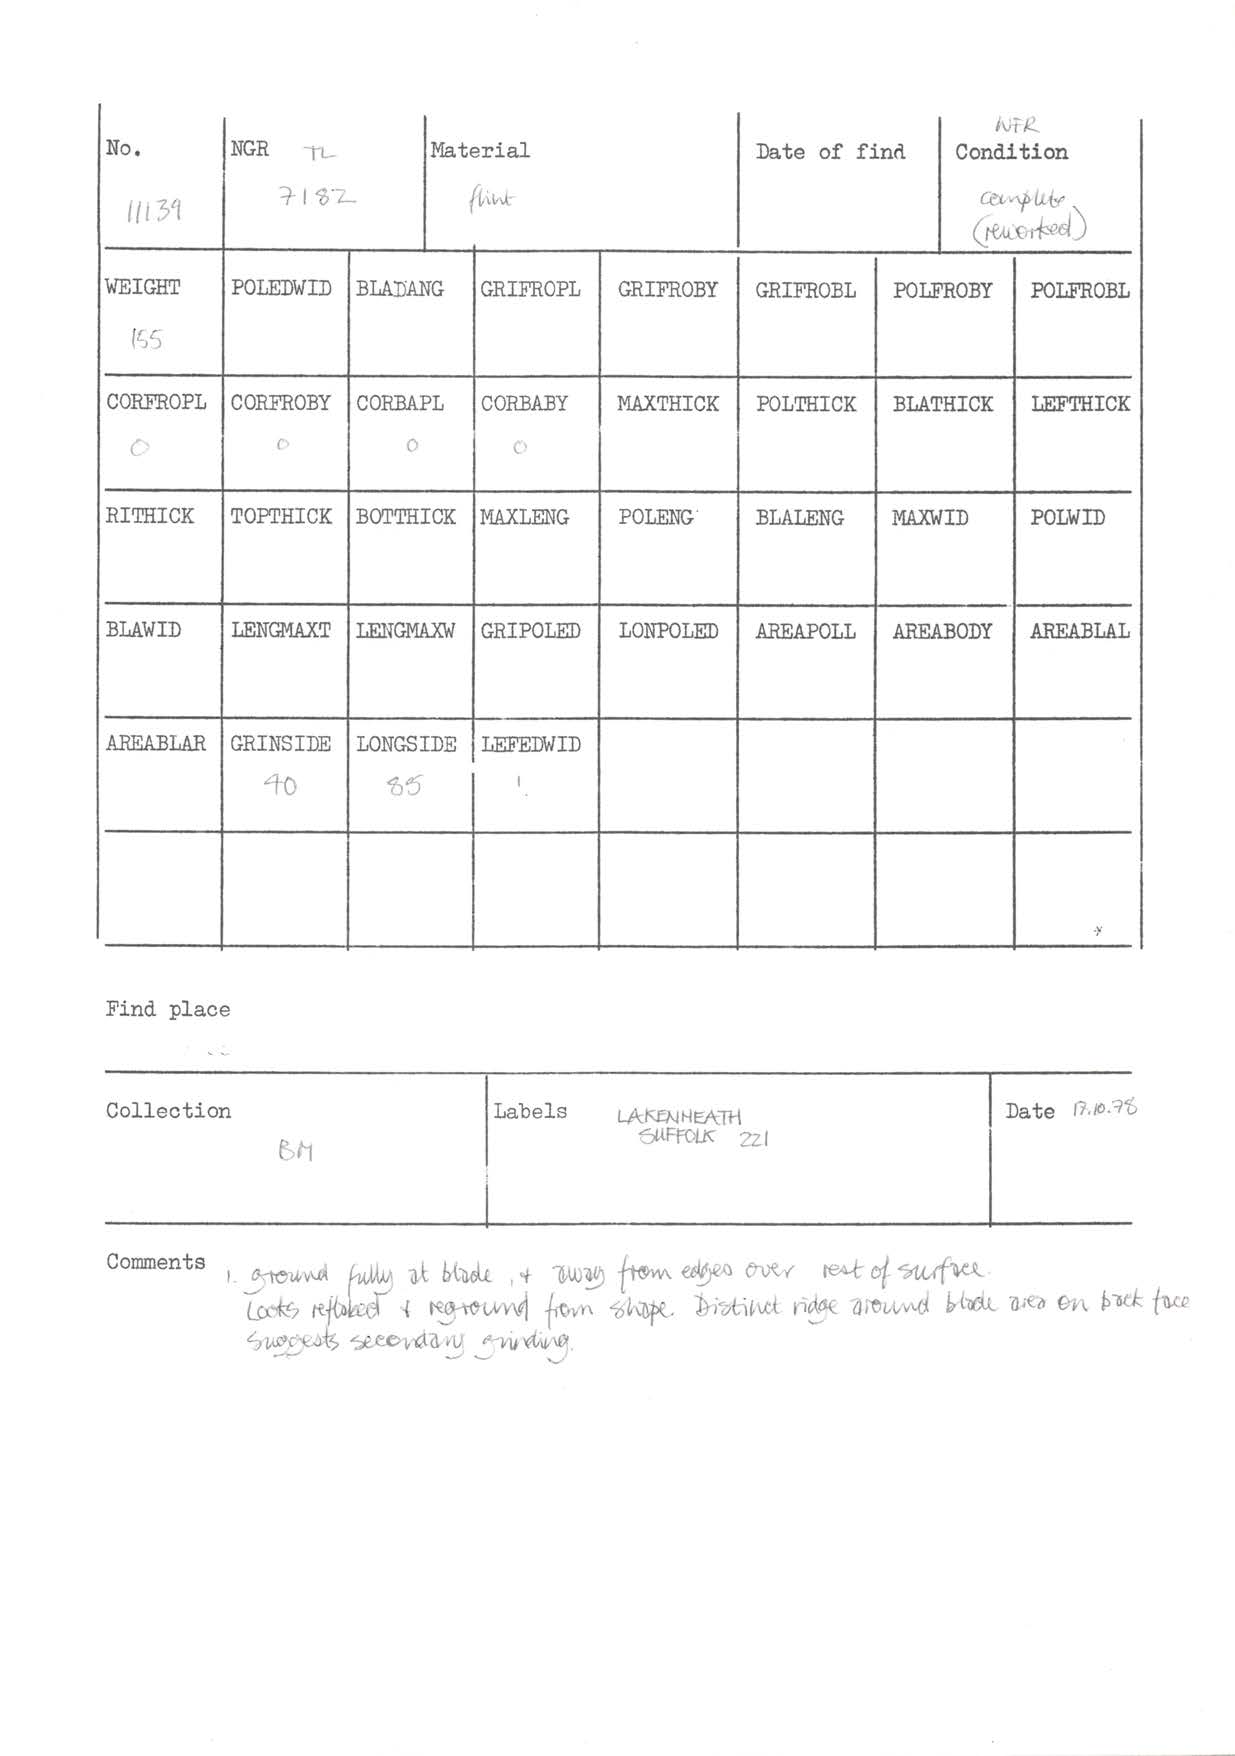 WFR
No. NGR TL Material Date of find Condition
11139 7182 flint complete
(reworked)
WEIGHT POLEDWID BLADANG GRIFROPL GRIFROBY GRIFROBL POLFROBY POLFROBL
155
CORFROPL CORFROBY CORBAPL CORBABY MAXTHICK POLTHICK BLATHICK LEFTHICK
0 0 0 0
RITHICK TOPTHICK BOTTHICK MAXLENG POLENG BLALENG MAXWID POLWID
BLAWID LENGMAXT LENGMAXW GRIPOLED LONPOLED AREAPOLL AREABODY AREABLAL
AREABLAR GRINSIDE LONGSIDE LEFEDWID
40 85 1.
Find place
Collection Labels LAKENHEATH Date 17.10.78
BM SUFFOLK 221
Comments 1. ground fully at blade, & away from edges over rest of surface.
Looks reflaked & reground from shape. Distinct ridge around blade area on back face
suggests secondary grinding.